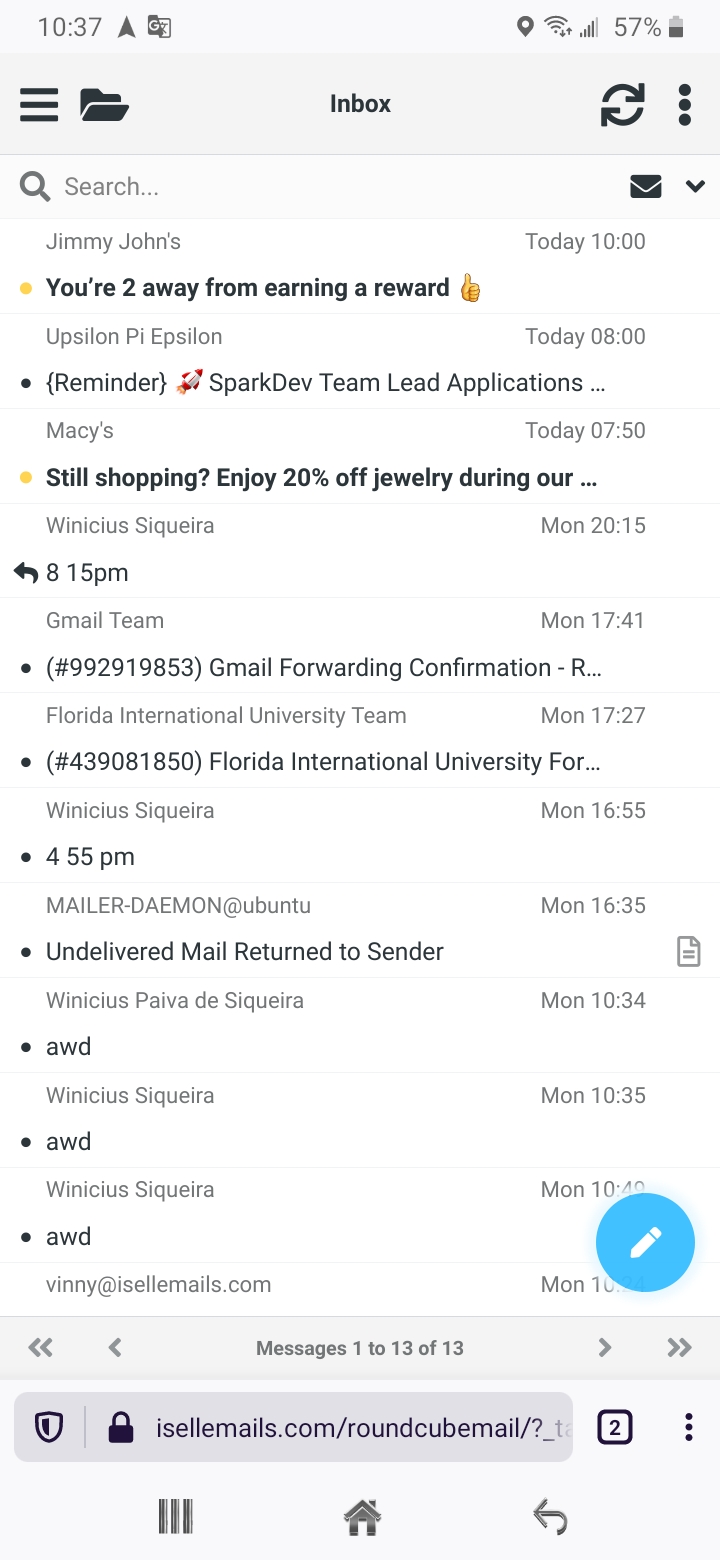 10:37 57%
Inbox
Search...
Jimmy John's Today 10:00
You’re 2 away from earning a reward 👍
Upsilon Pi Epsilon Today 08:00
{Reminder} 🚀 SparkDev Team Lead Applications ...
Macy's Today 07:50
Still shopping? Enjoy 20% off jewelry during our ...
Winicius Siqueira Mon 20:15
8 15pm
Gmail Team Mon 17:41
(#992919853) Gmail Forwarding Confirmation - R...
Florida International University Team Mon 17:27
(#439081850) Florida International University For...
Winicius Siqueira Mon 16:55
4 55 pm
MAILER-DAEMON@ubuntu Mon 16:35
Undelivered Mail Returned to Sender
Winicius Paiva de Siqueira Mon 10:34
awd
Winicius Siqueira Mon 10:35
awd
Winicius Siqueira Mon 10:49
awd
vinny@isellemails.com Mon 10:24
Messages 1 to 13 of 13
isellemails.com/roundcubemail/?_ta 2